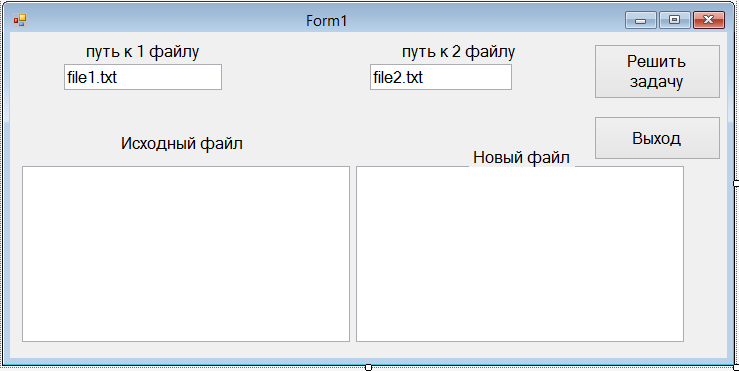 Form1
путь к 1 файлу
путь к 2 файлу
file1.txt
file2.txt
Решить
задачу
Выход
Исходный файл
Новый файл